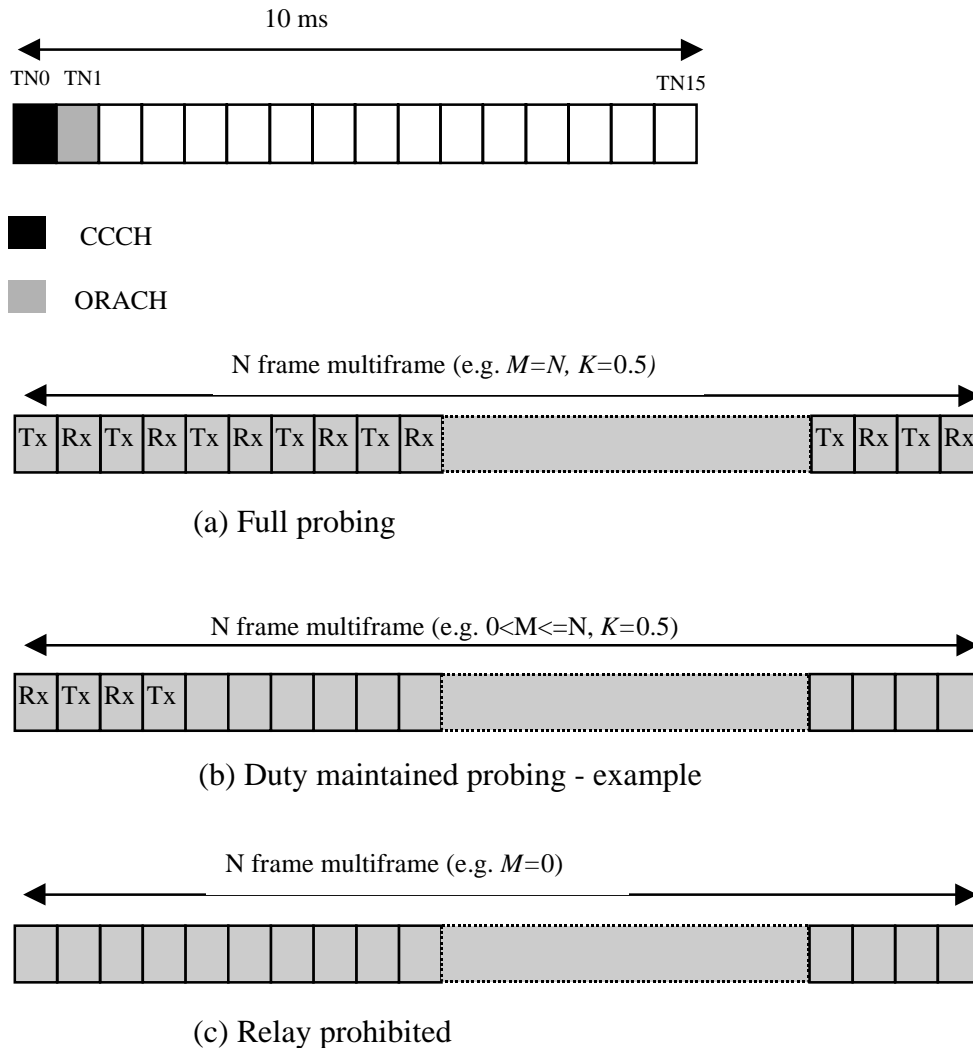 10 ms
TN0 TN1 TN15
CCCH
ORACH
N frame multiframe (e.g. M=N, K=0.5)
Tx Rx Tx Rx Tx Rx Tx Rx Tx Rx Tx Rx Tx Rx
(a) Full probing
N frame multiframe (e.g. 0<M<=N, K=0.5)
Rx Tx Rx Tx
(b) Duty maintained probing - example
N frame multiframe (e.g. M=0)
(c) Relay prohibited